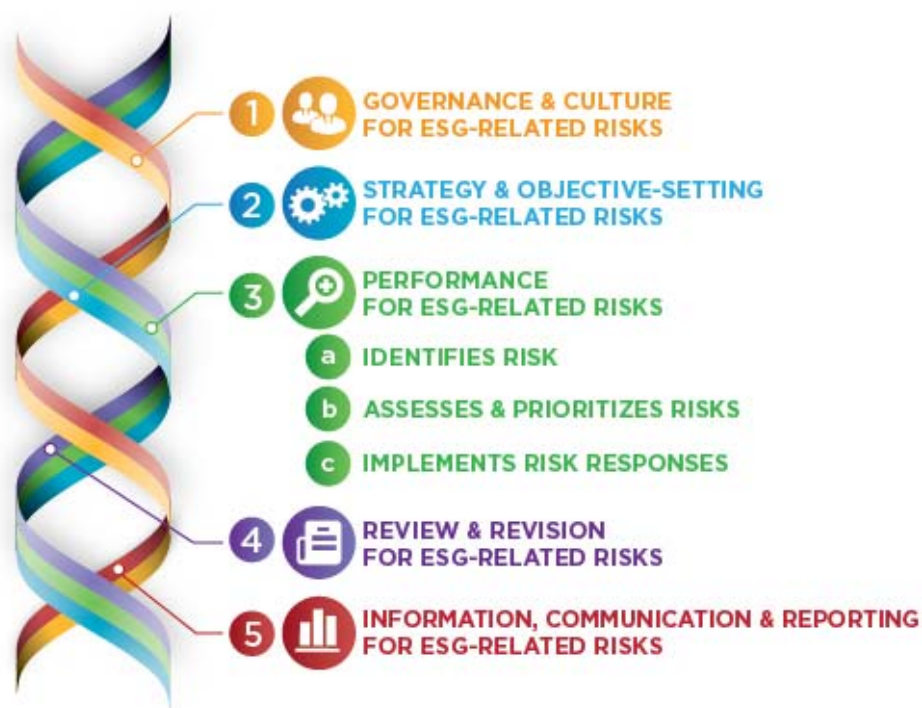 1
GOVERNANCE & CULTURE
FOR ESG-RELATED RISKS
2
STRATEGY & OBJECTIVE-SETTING
FOR ESG-RELATED RISKS
3
PERFORMANCE
FOR ESG-RELATED RISKS
a IDENTIFIES RISK
b ASSESSES & PRIORITIZES RISKS
c IMPLEMENTS RISK RESPONSES
4
REVIEW & REVISION
FOR ESG-RELATED RISKS
5
INFORMATION, COMMUNICATION & REPORTING
FOR ESG-RELATED RISKS